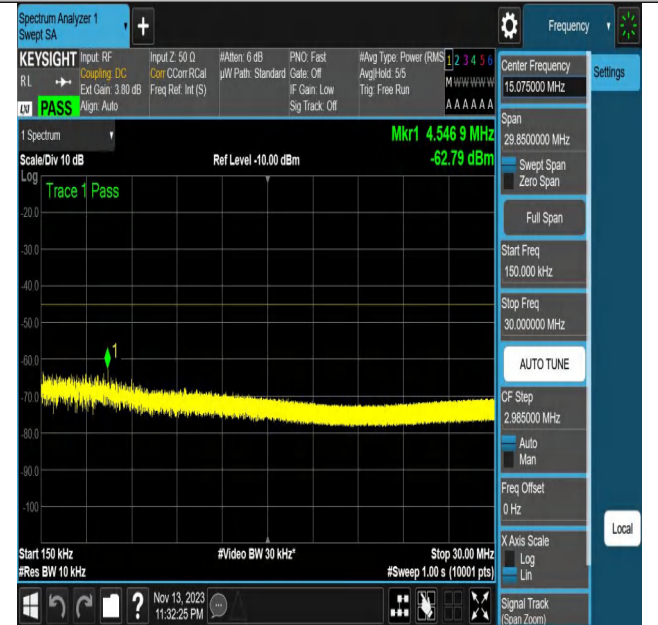 Spectrum Analyzer 1
Swept SA
+
Frequency
KEYSIGHT
RL
LXI PASS
Input: RF
Coupling: DC
Ext Gain: 3.80 dB
Align: Auto
Input Z: 50 Ω
Corr CCorr RCal
Freq Ref: Int (S)
#Atten: 6 dB
µW Path: Standard
PNO: Fast
Gate: Off
IF Gain: Low
Sig Track: Off
#Avg Type: Power (RMS
Avg|Hold: 5/5
Trig: Free Run
1 2 3 4 5 6
M W W W W W
A A A A A A
1 Spectrum
Scale/Div 10 dB
Log
Ref Level -10.00 dBm
Mkr1 4.546 9 MHz
-62.79 dBm
Trace 1 Pass
-20.0
-30.0
-40.0
-50.0
-60.0
-70.0
-80.0
-90.0
-100
1
Start 150 kHz
#Res BW 10 kHz
#Video BW 30 kHz*
Stop 30.00 MHz
#Sweep 1.00 s (10001 pts)
Nov 13, 2023
11:32:25 PM
?
Center Frequency
15.075000 MHz
Settings
Span
29.8500000 MHz
Swept Span
Zero Span
Full Span
Start Freq
150.000 kHz
Stop Freq
30.000000 MHz
AUTO TUNE
CF Step
2.985000 MHz
Auto
Man
Freq Offset
0 Hz
X Axis Scale
Log
Lin
Local
Signal Track
(Span Zoom)